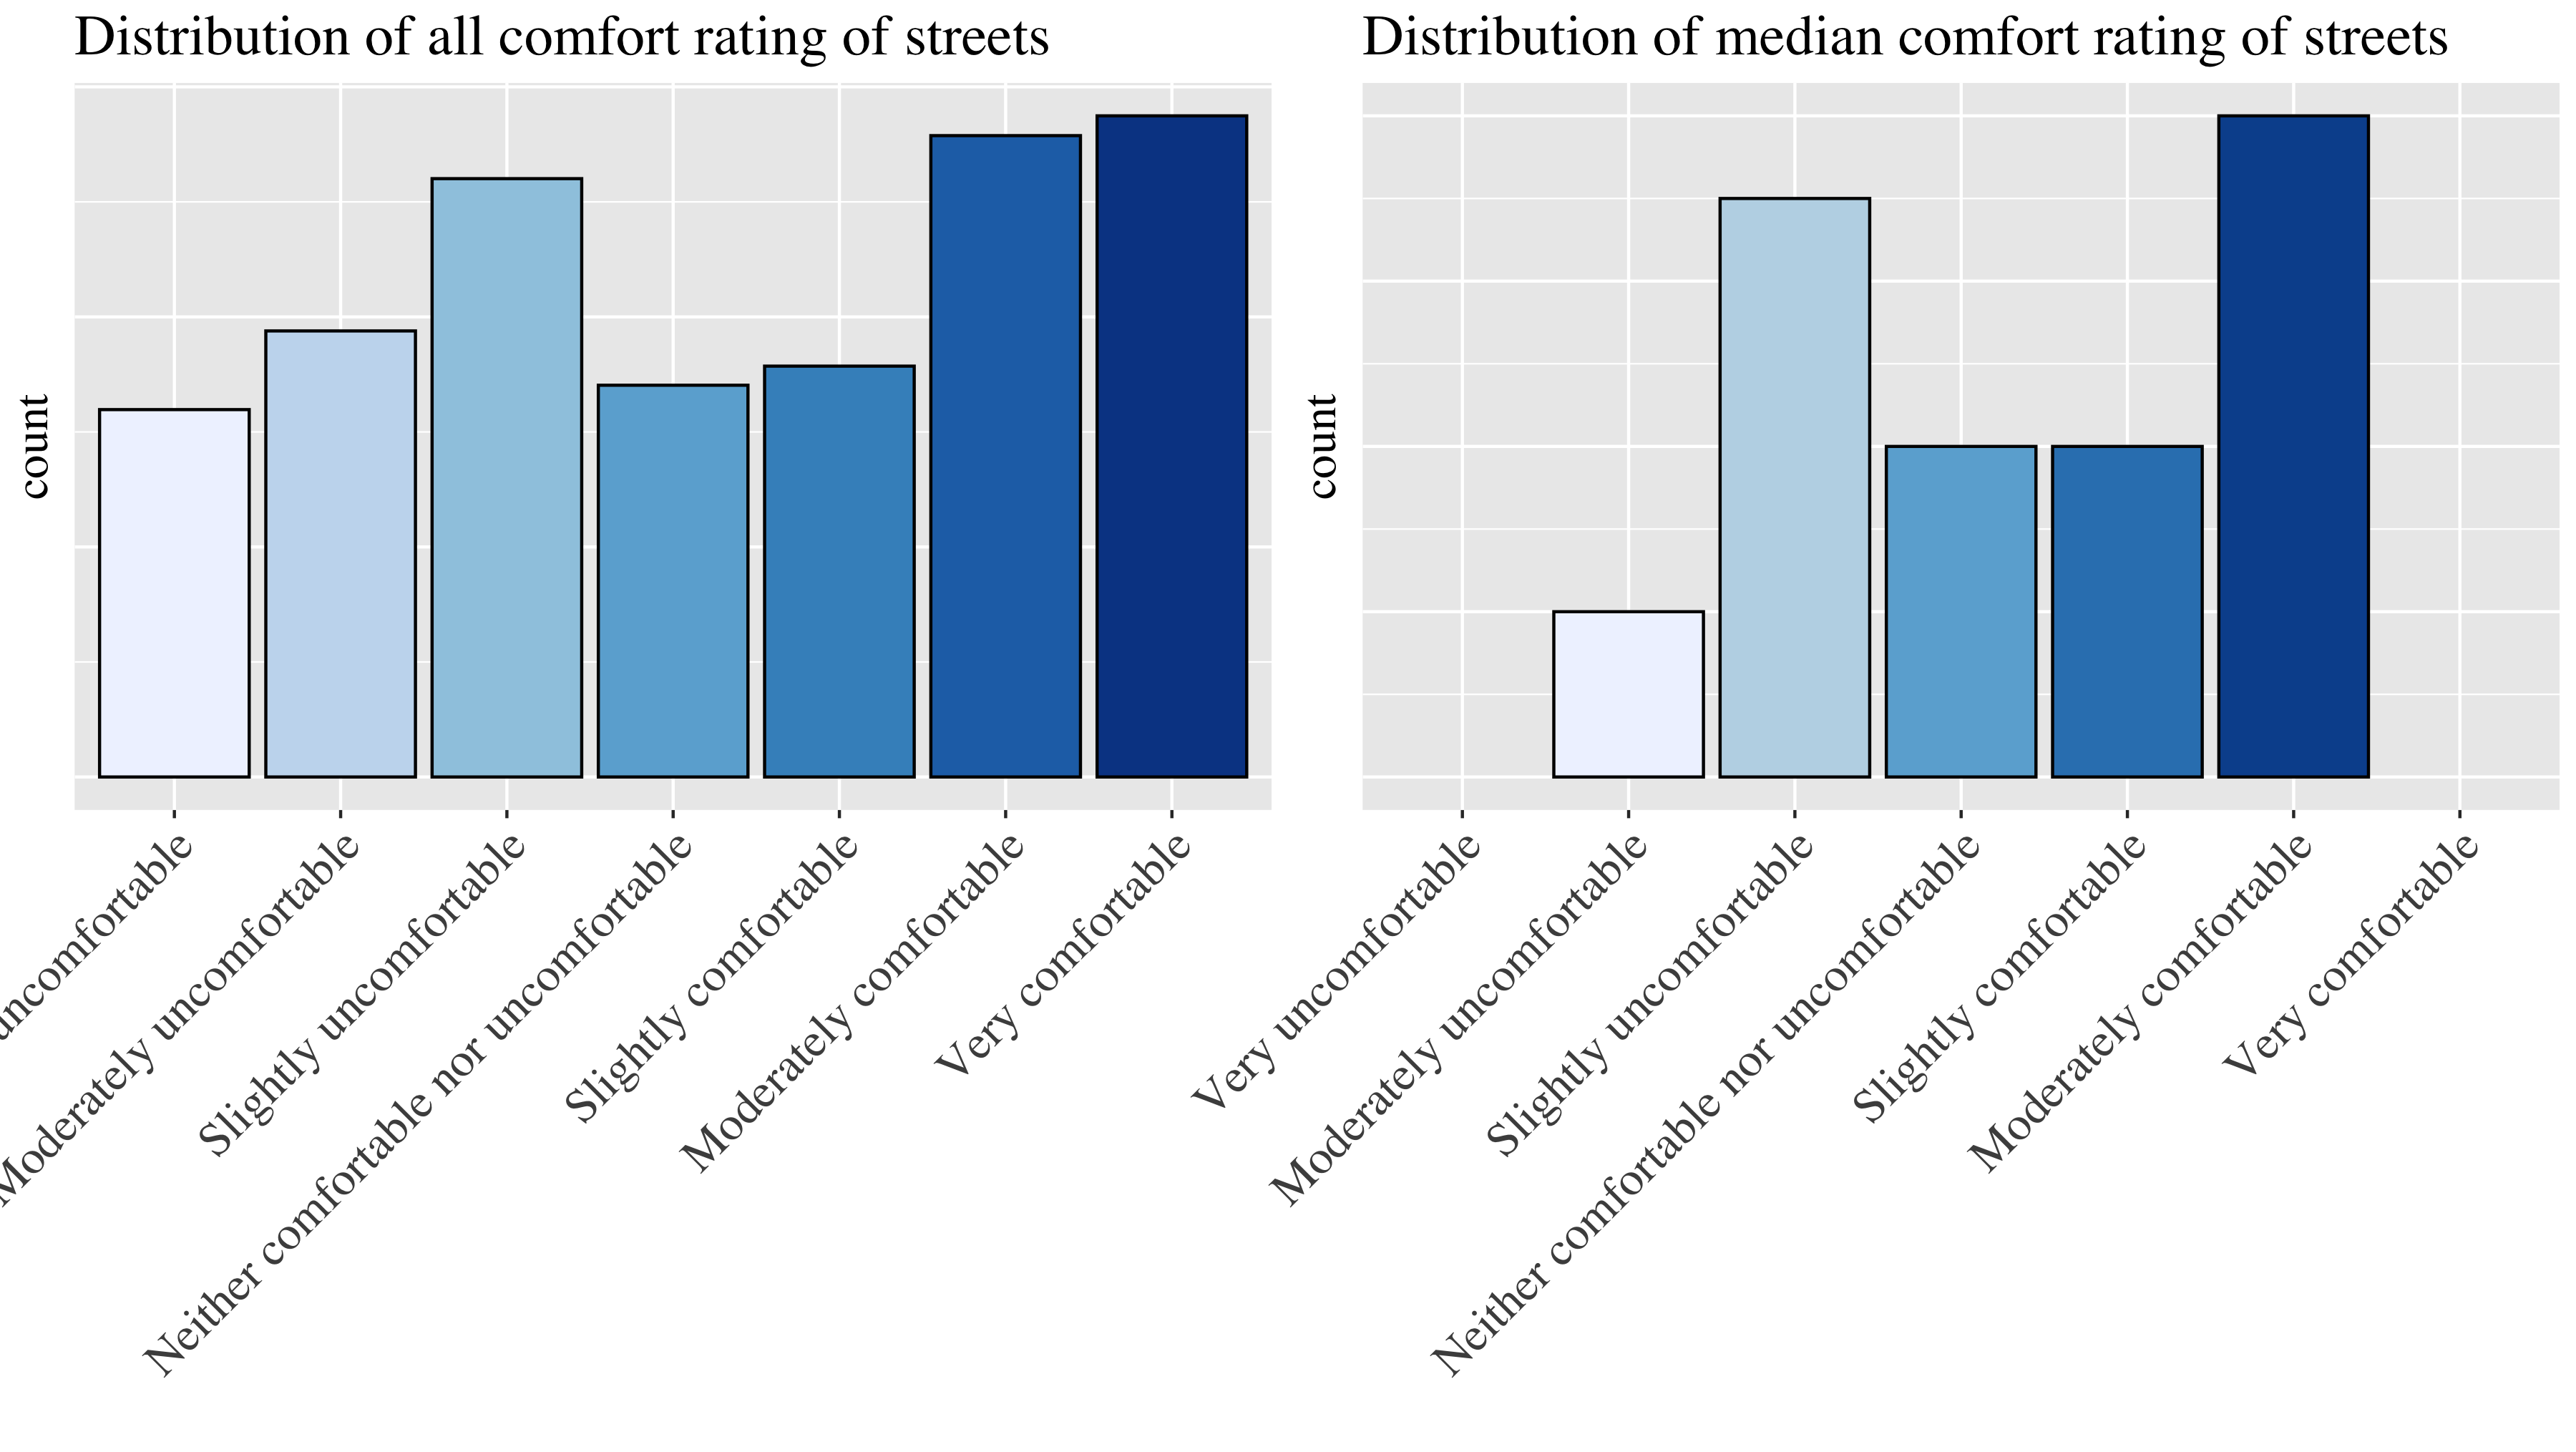 Distribution of all comfort rating of streets
count
uncomfortable
Moderately uncomfortable
Slightly uncomfortable
Neither comfortable nor uncomfortable
Slightly comfortable
Moderately comfortable
Very comfortable
Distribution of median comfort rating of streets
count
Very uncomfortable
Moderately uncomfortable
Slightly uncomfortable
Neither comfortable nor uncomfortable
Slightly comfortable
Moderately comfortable
Very comfortable